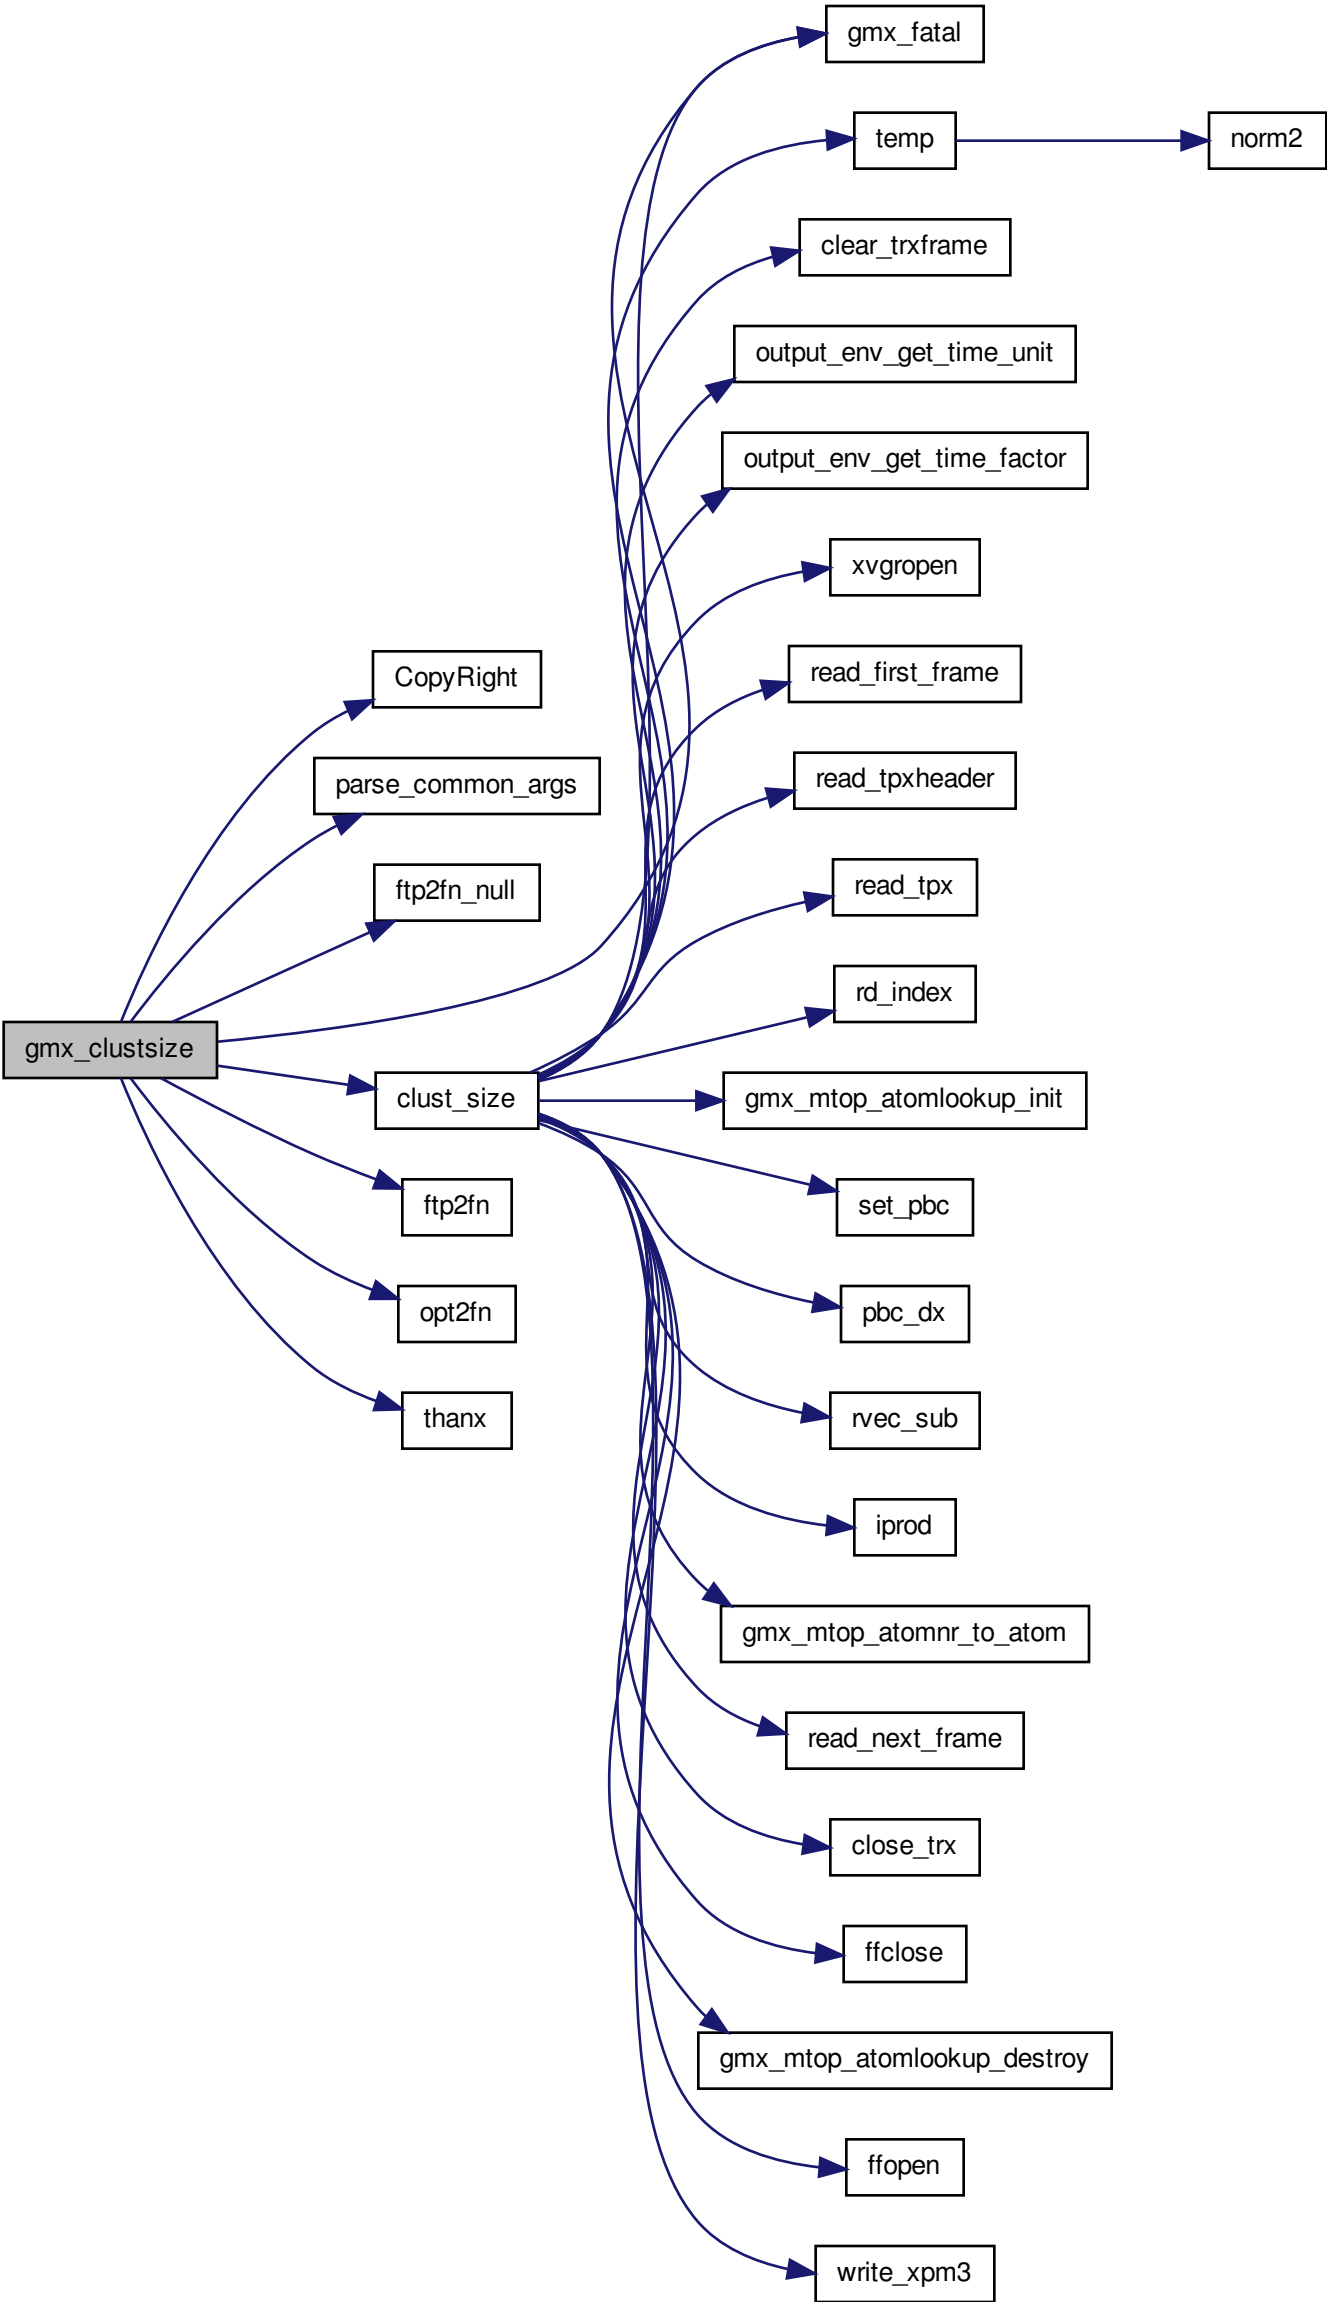 gmx_fatal
temp
norm2
clear_trxframe
output_env_get_time_unit
output_env_get_time_factor
xvgropen
read_first_frame
CopyRight
read_tpxheader
parse_common_args
read_tpx
ftp2fn_null
rd_index
gmx_clustsize
clust_size
gmx_mtop_atomlookup_init
ftp2fn
set_pbc
opt2fn
pbc_dx
thanx
rvec_sub
iprod
gmx_mtop_atomnr_to_atom
read_next_frame
close_trx
ffclose
gmx_mtop_atomlookup_destroy
ffopen
write_xpm3